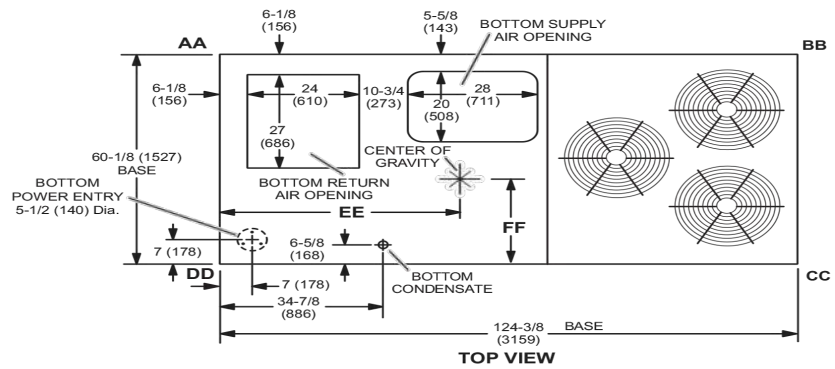 6-1/8
(156)
5-5/8
(143)
BOTTOM SUPPLY
AIR OPENING
AA
BB
6-1/8
(156)
24
(610)
10-3/4
(273)
28
(711)
20
(508)
27
(686)
CENTER OF
GRAVITY
60-1/8 (1527)
BASE
BOTTOM
POWER ENTRY
5-1/2 (140) Dia.
BOTTOM RETURN
AIR OPENING
EE
FF
7 (178)
6-5/8
(168)
DD
7 (178)
BOTTOM
CONDENSATE
CC
34-7/8
(886)
124-3/8 BASE
(3159)
TOP VIEW